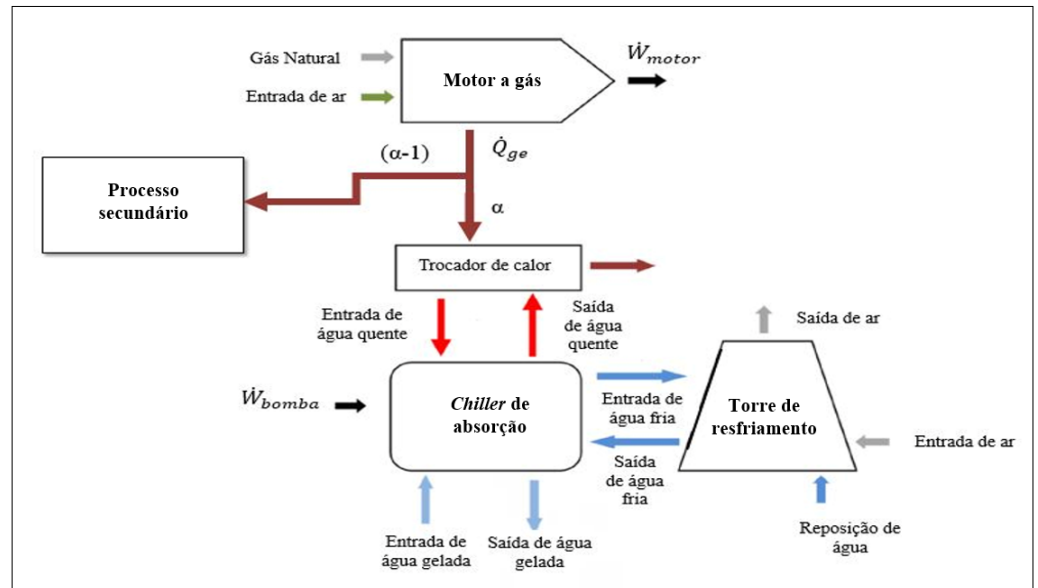 Gás Natural
Entrada de ar
Motor a gás
Ẇmotor
(α-1)
Q̇ge
Processo
secundário
α
Trocador de calor
Entrada de
água quente
Saída
de água
quente
Saída de ar
Ẇbomba
Chiller de
absorção
Entrada de
água fria
Torre de
resfriamento
Saída
de água
fria
Entrada de ar
Entrada de
água gelada
Saída de água
gelada
Reposição de
água